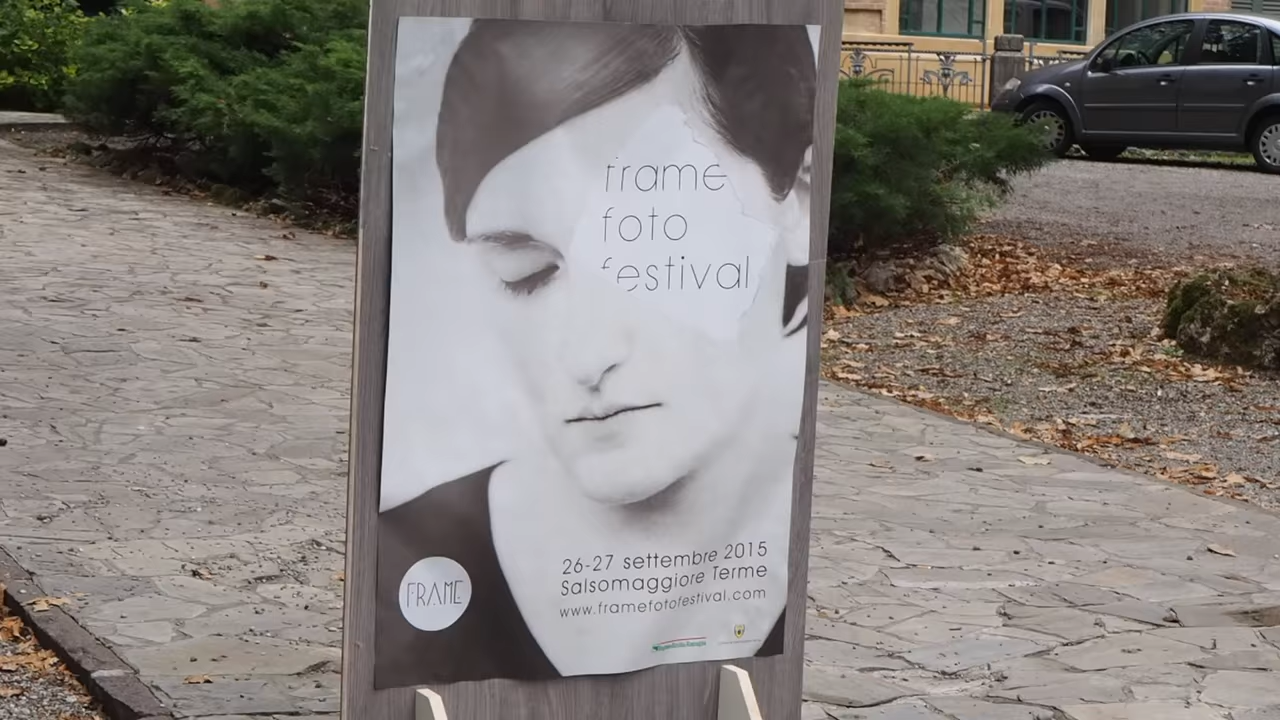 frame
foto
festival
26-27 settembre 2015
Salsomaggiore Terme
www.framefotofestival.com
FRAME